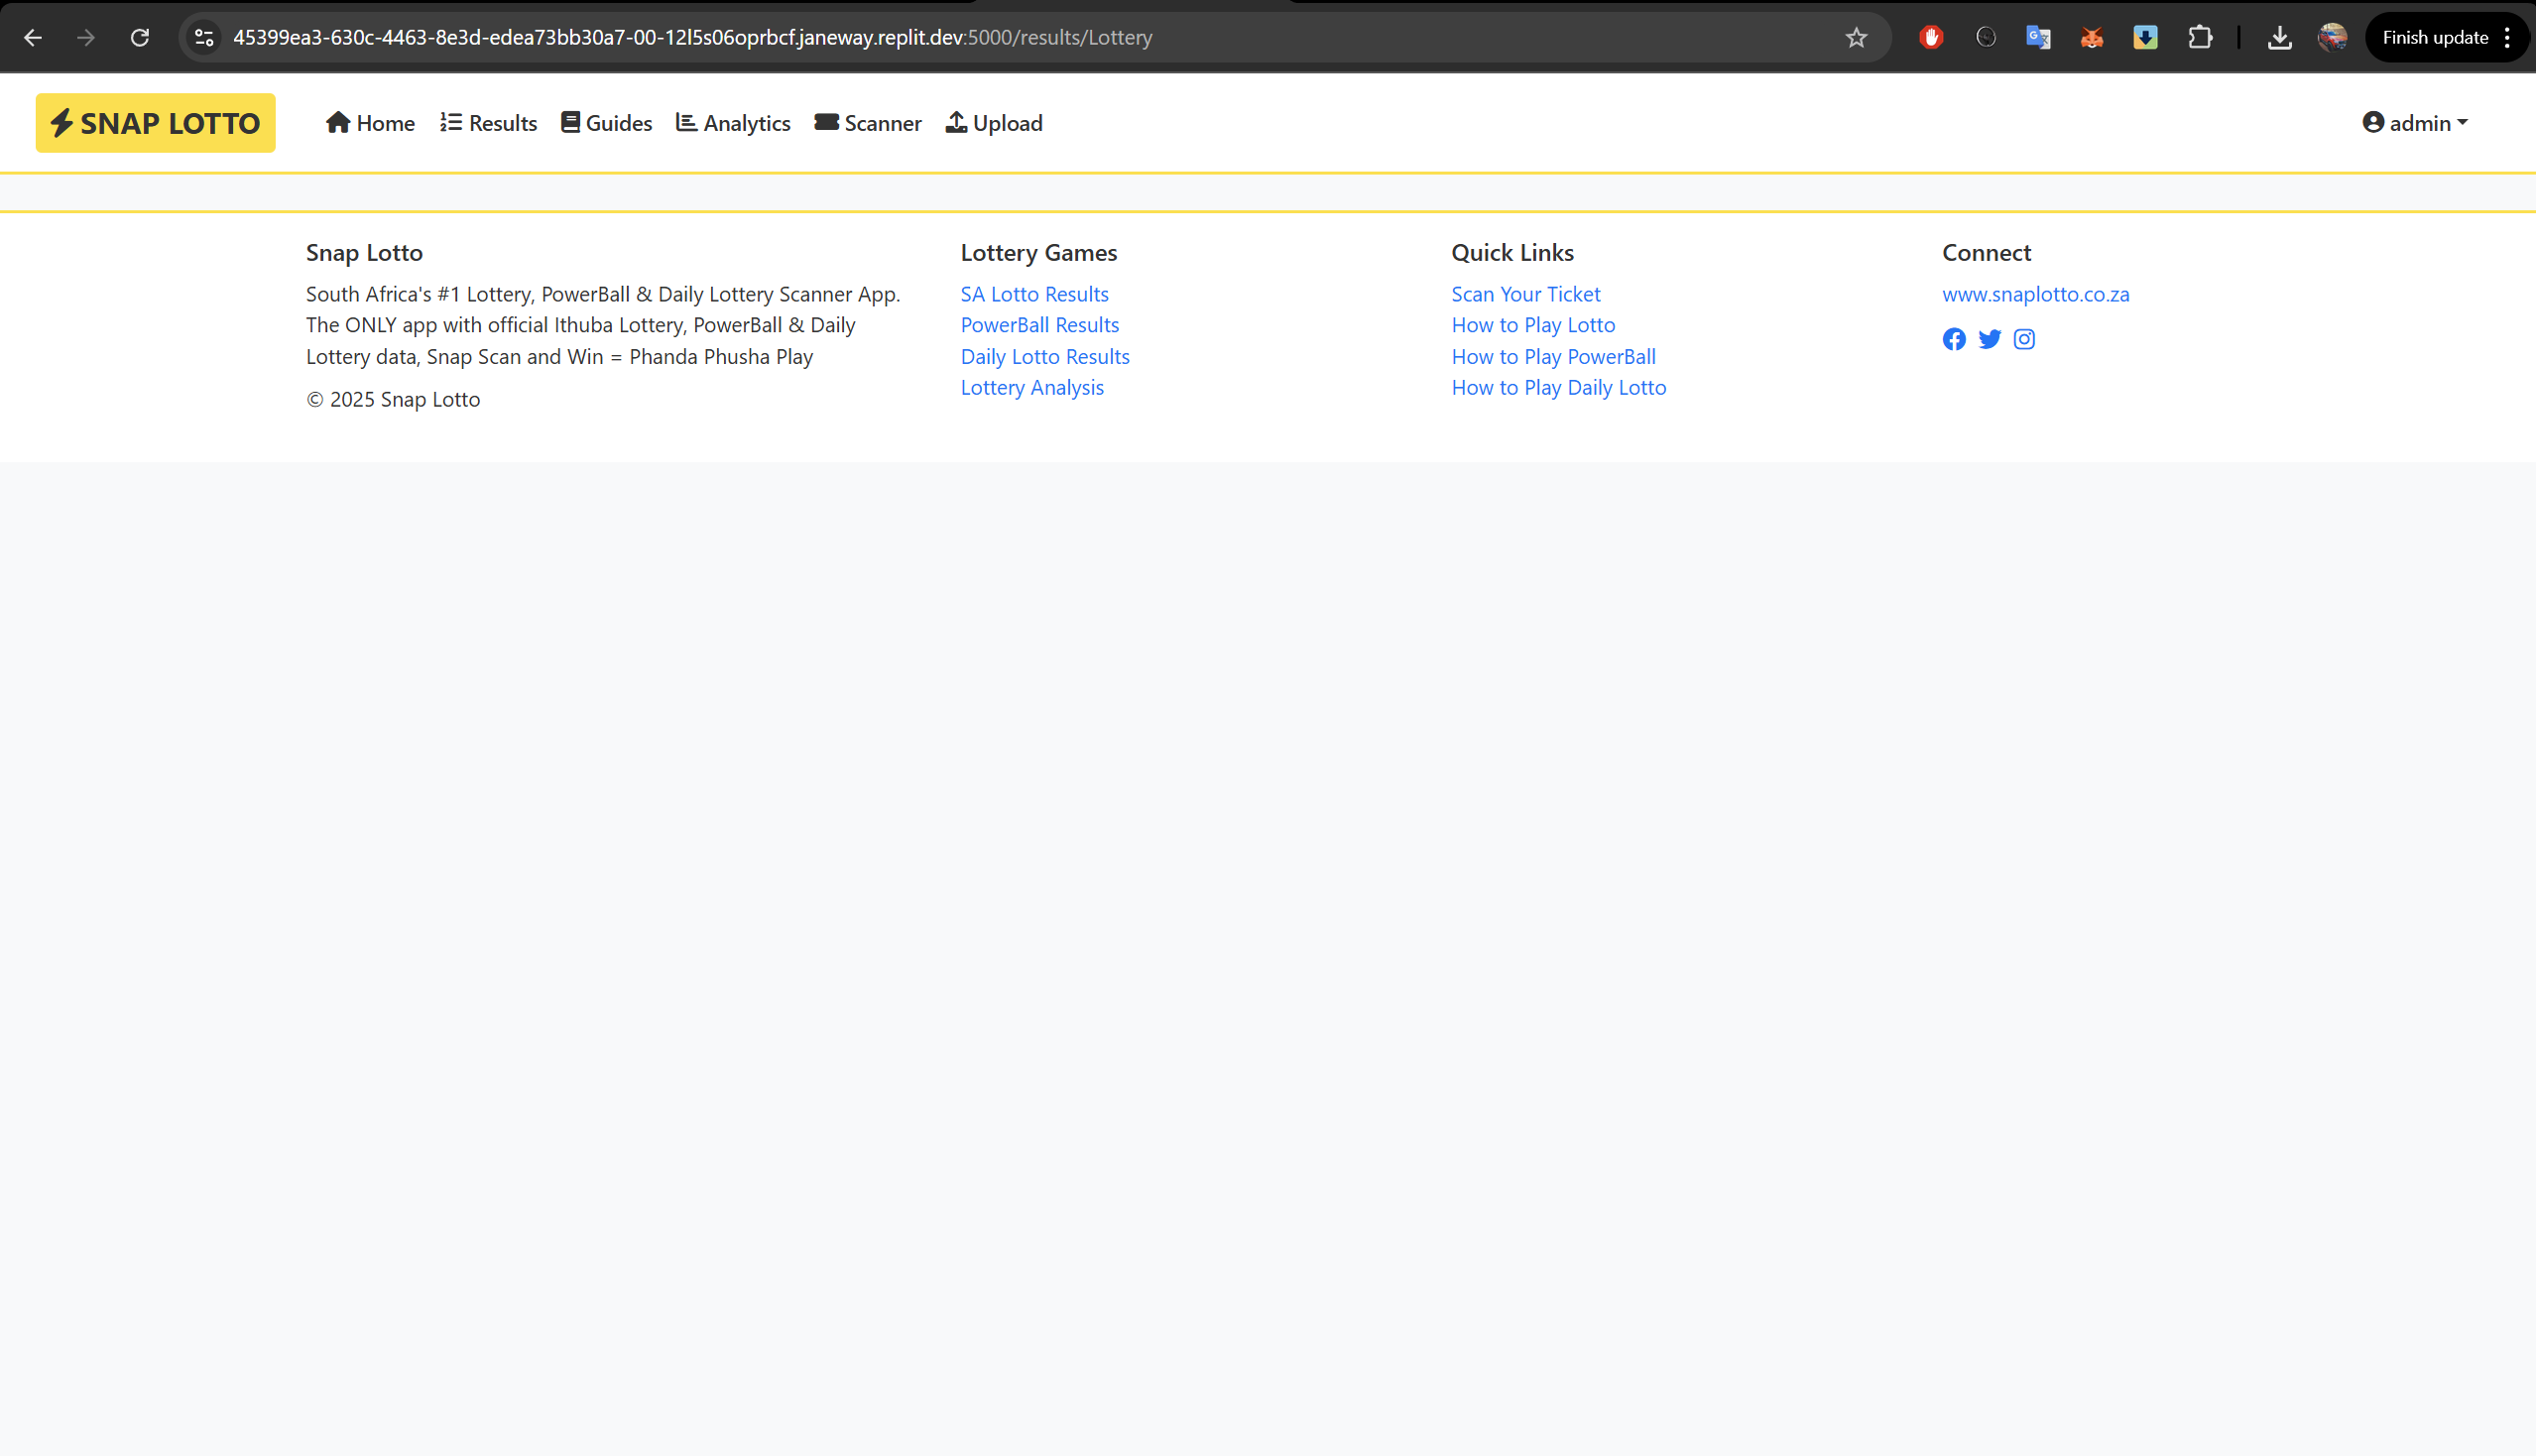 45399ea3-630c-4463-8e3d-edea73bb30a7-00-12l5s06oprbcf.janeway.replit.dev:5000/results/Lottery
Finish update
SNAP LOTTO
Home
Results
Guides
Analytics
Scanner
Upload
admin
Snap Lotto
South Africa's #1 Lottery, PowerBall & Daily Lottery Scanner App.
The ONLY app with official Ithuba Lottery, PowerBall & Daily
Lottery data, Snap Scan and Win = Phanda Phusha Play
© 2025 Snap Lotto
Lottery Games
SA Lotto Results
PowerBall Results
Daily Lotto Results
Lottery Analysis
Quick Links
Scan Your Ticket
How to Play Lotto
How to Play PowerBall
How to Play Daily Lotto
Connect
www.snaplotto.co.za